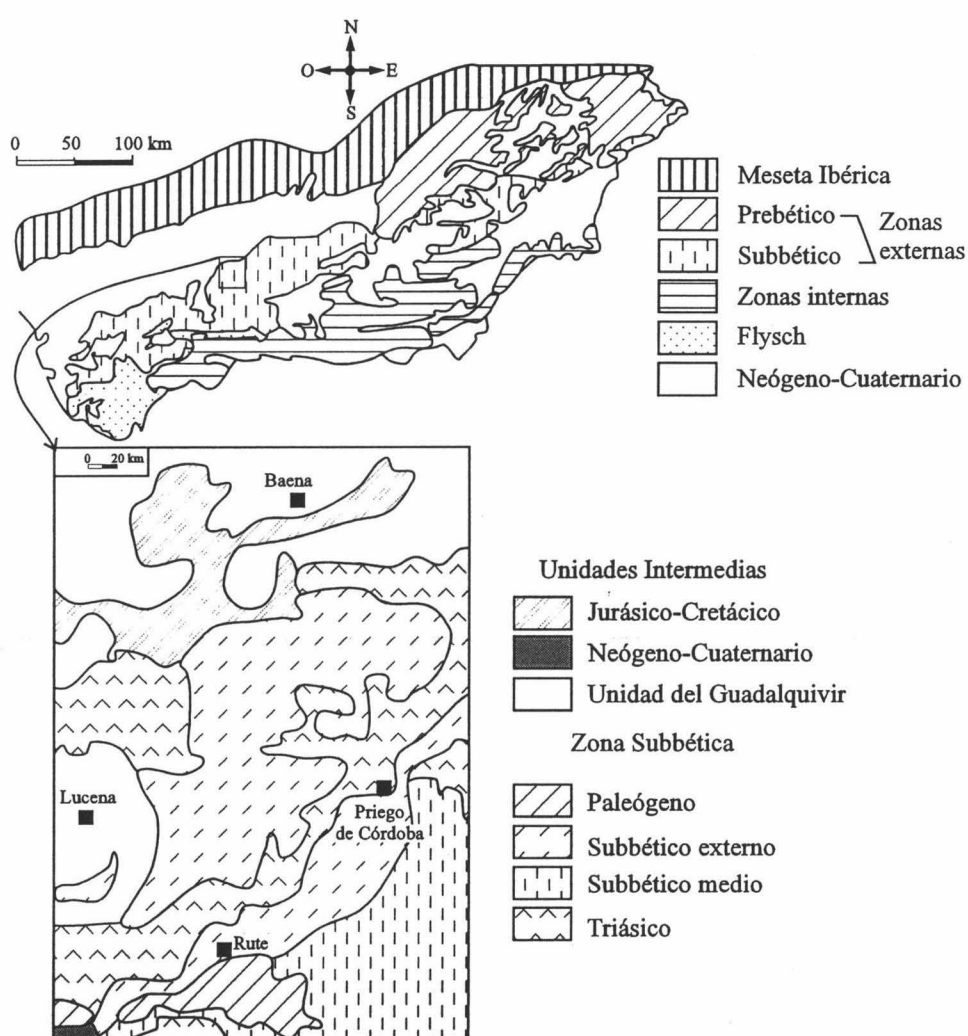 N
O E
S
0 50 100 km
Meseta Ibérica
Prebético
Zonas
externas
Subbético
Zonas internas
Flysch
Neógeno-Cuaternario
0 20 km
Baena
Lucena
Priego
de Córdoba
Rute
Unidades Intermedias
Jurásico-Cretácico
Neógeno-Cuaternario
Unidad del Guadalquivir
Zona Subbética
Paleógeno
Subbético externo
Subbético medio
Triásico